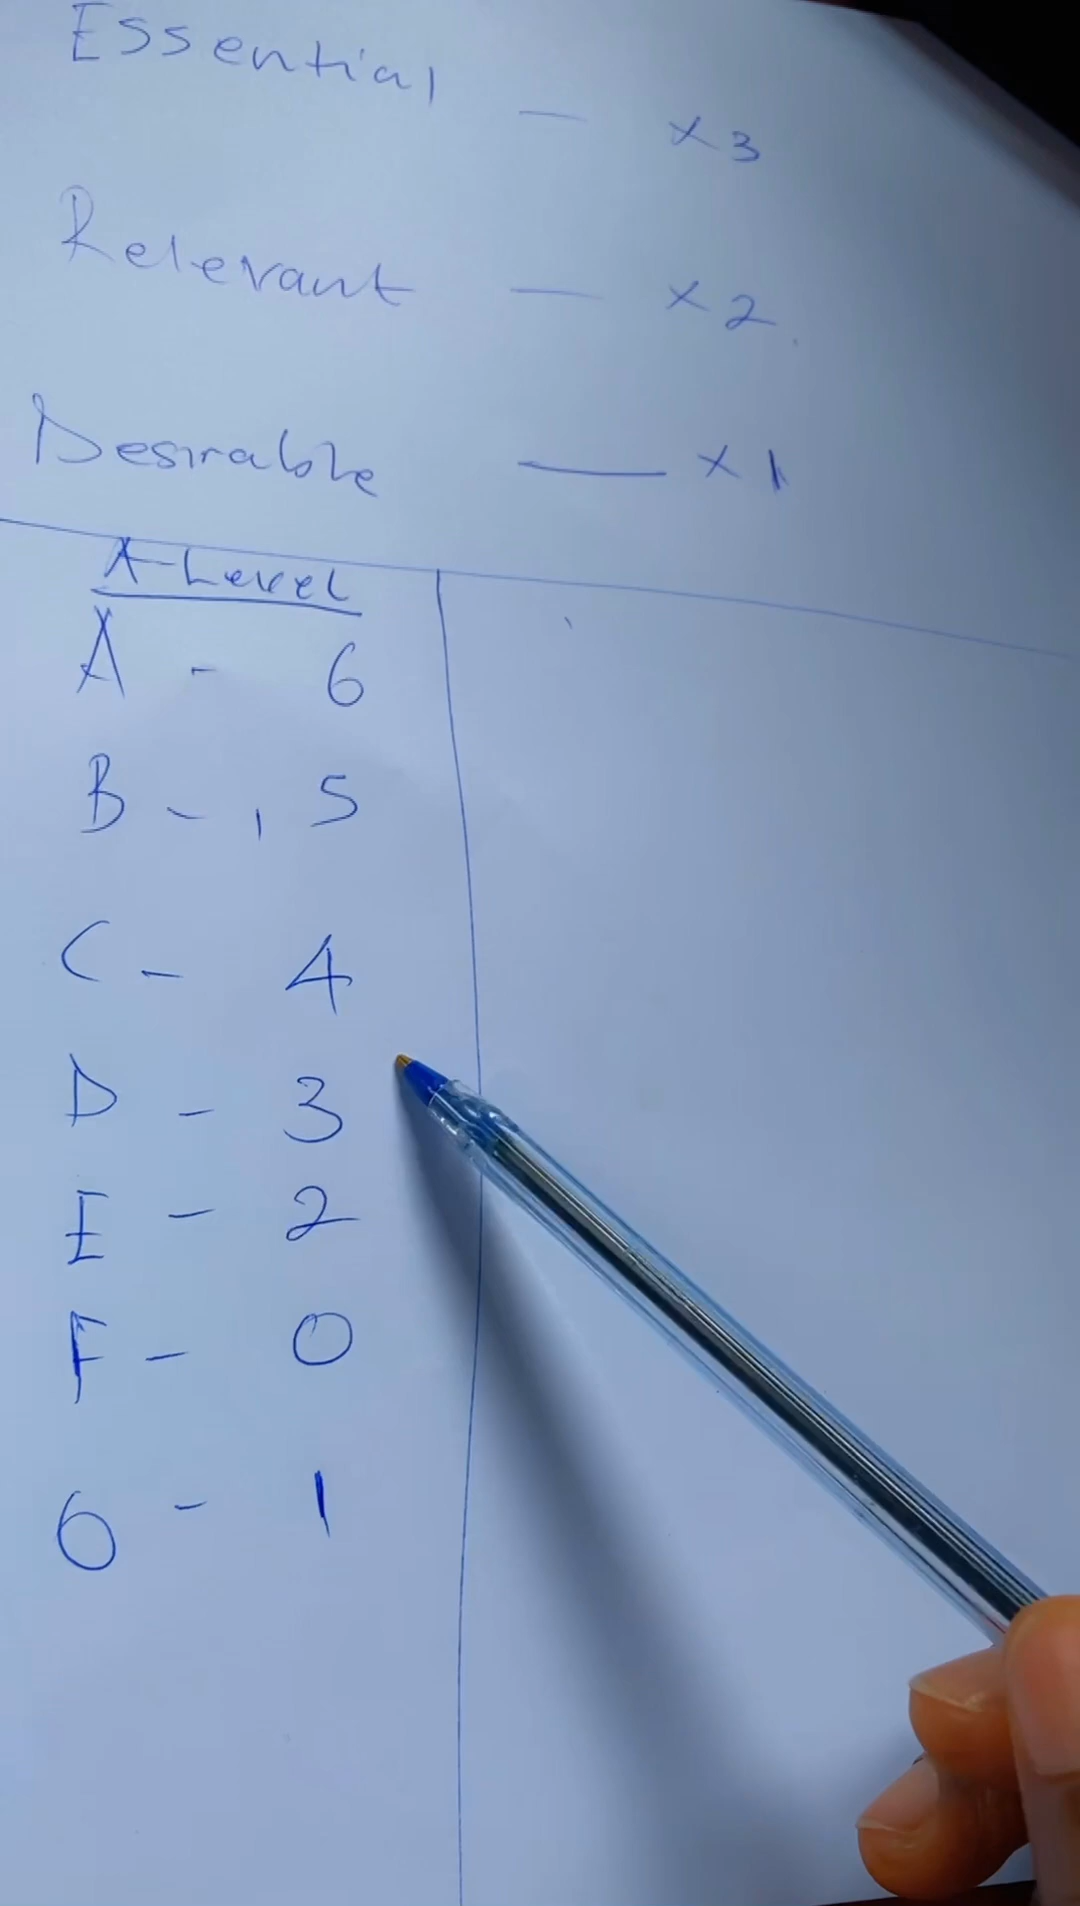 Essential — x3
Relevant — x2
Desirable — x1
A-Level
A - 6
B - 5
C - 4
D - 3
E - 2
F - 0
O - 1